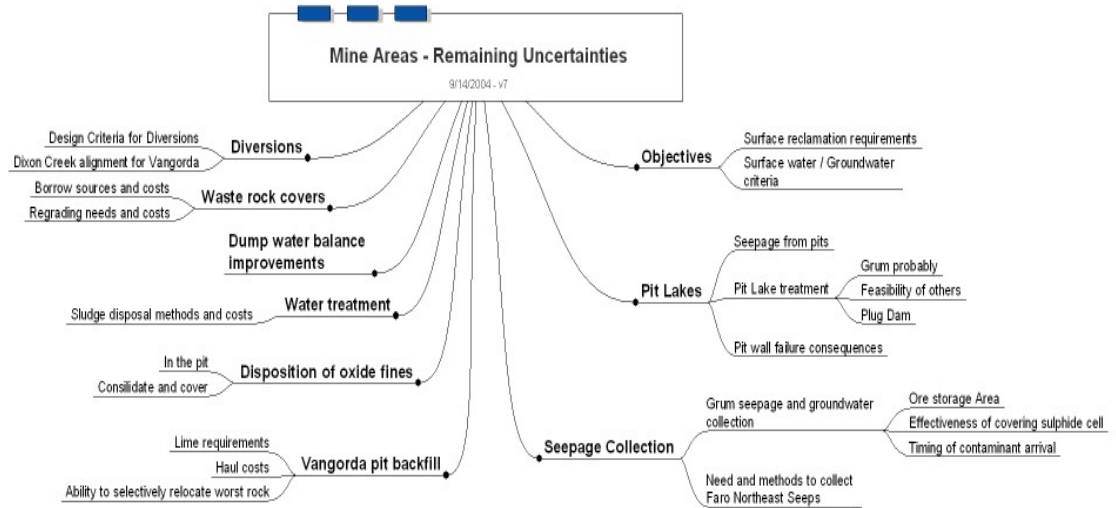 Mine Areas - Remaining Uncertainties
9/14/2004 - v7
Design Criteria for Diversions
Dixon Creek alignment for Vangorda
Diversions
Borrow sources and costs
Regrading needs and costs
Waste rock covers
Dump water balance
improvements
Sludge disposal methods and costs
Water treatment
In the pit
Consilidate and cover
Disposition of oxide fines
Lime requirements
Haul costs
Ability to selectively relocate worst rock
Vangorda pit backfill
Objectives
Surface reclamation requirements
Surface water / Groundwater
criteria
Pit Lakes
Seepage from pits
Pit Lake treatment
Grum probably
Feasibility of others
Plug Dam
Pit wall failure consequences
Seepage Collection
Grum seepage and groundwater
collection
Ore storage Area
Effectiveness of covering sulphide cell
Timing of contaminant arrival
Need and methods to collect
Faro Northeast Seeps